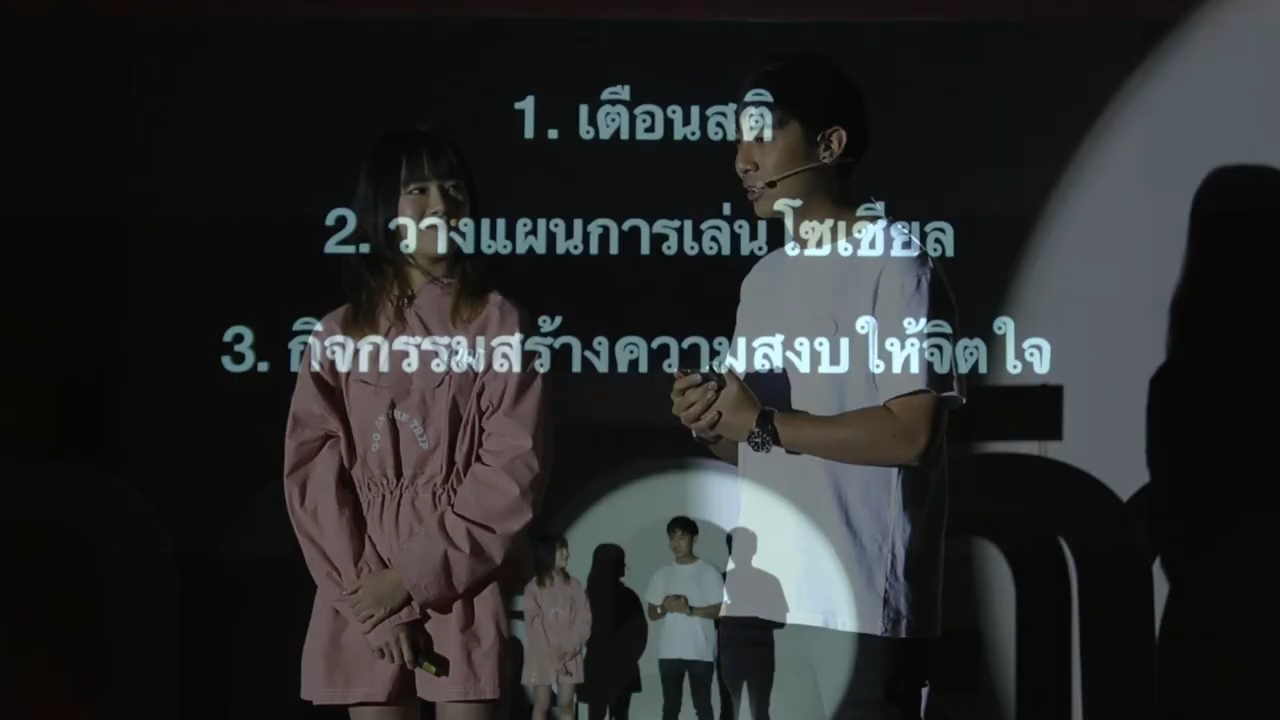 1. เตือนสติ
2. วางแผนการเล่นโซเชียล
3. กิจกรรมสร้างความสงบ ให้จิตใจ
TRIP